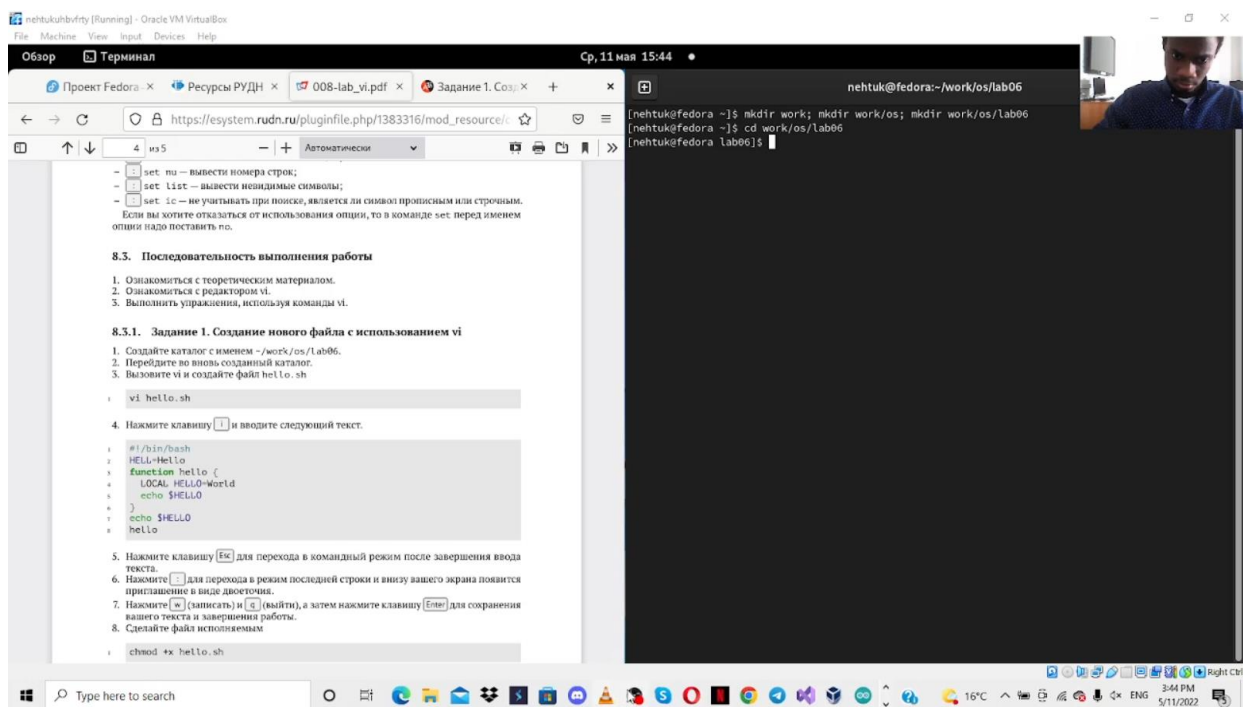 nehtukuhbvfrty [Running] - Oracle VM VirtualBox
File Machine View Input Devices Help
Обзор Терминал Ср, 11 мая 15:44
Проект Fedora - × Ресурсы РУДН × 008-lab_vi.pdf × Задание 1. Соз × + ×
nehtuk@fedora:~/work/os/lab06
https://esystem.rudn.ru/pluginfile.php/1383316/mod_resource/c
4 из 5 — + Автоматически
– : set nu — вывести номера строк;
– : set list — вывести невидимые символы;
– : set ic — не учитывать при поиске, является ли символ прописным или строчным.
Если вы хотите отказаться от использования опции, то в команде set перед именем
опции надо поставить no.
8.3. Последовательность выполнения работы
1. Ознакомиться с теоретическим материалом.
2. Ознакомиться с редактором vi.
3. Выполнить упражнения, используя команды vi.
8.3.1. Задание 1. Создание нового файла с использованием vi
1. Создайте каталог с именем ~/work/os/lab06.
2. Перейдите во вновь созданный каталог.
3. Вызовите vi и создайте файл hello.sh
1 vi hello.sh
4. Нажмите клавишу i и вводите следующий текст.
1 #!/bin/bash
2 HELL=Hello
3 function hello {
4 LOCAL HELLO=World
5 echo $HELLO
6 }
7 echo $HELLO
8 hello
5. Нажмите клавишу Esc для перехода в командный режим после завершения ввода
текста.
6. Нажмите : для перехода в режим последней строки и внизу вашего экрана появится
приглашение в виде двоеточия.
7. Нажмите w (записать) и q (выйти), а затем нажмите клавишу Enter для сохранения
вашего текста и завершения работы.
8. Сделайте файл исполняемым
1 chmod +x hello.sh
[nehtuk@fedora ~]$ mkdir work; mkdir work/os; mkdir work/os/lab06
[nehtuk@fedora ~]$ cd work/os/lab06
[nehtuk@fedora lab06]$
Right Ctrl
Type here to search
16°C ENG 3:44 PM
5/11/2022